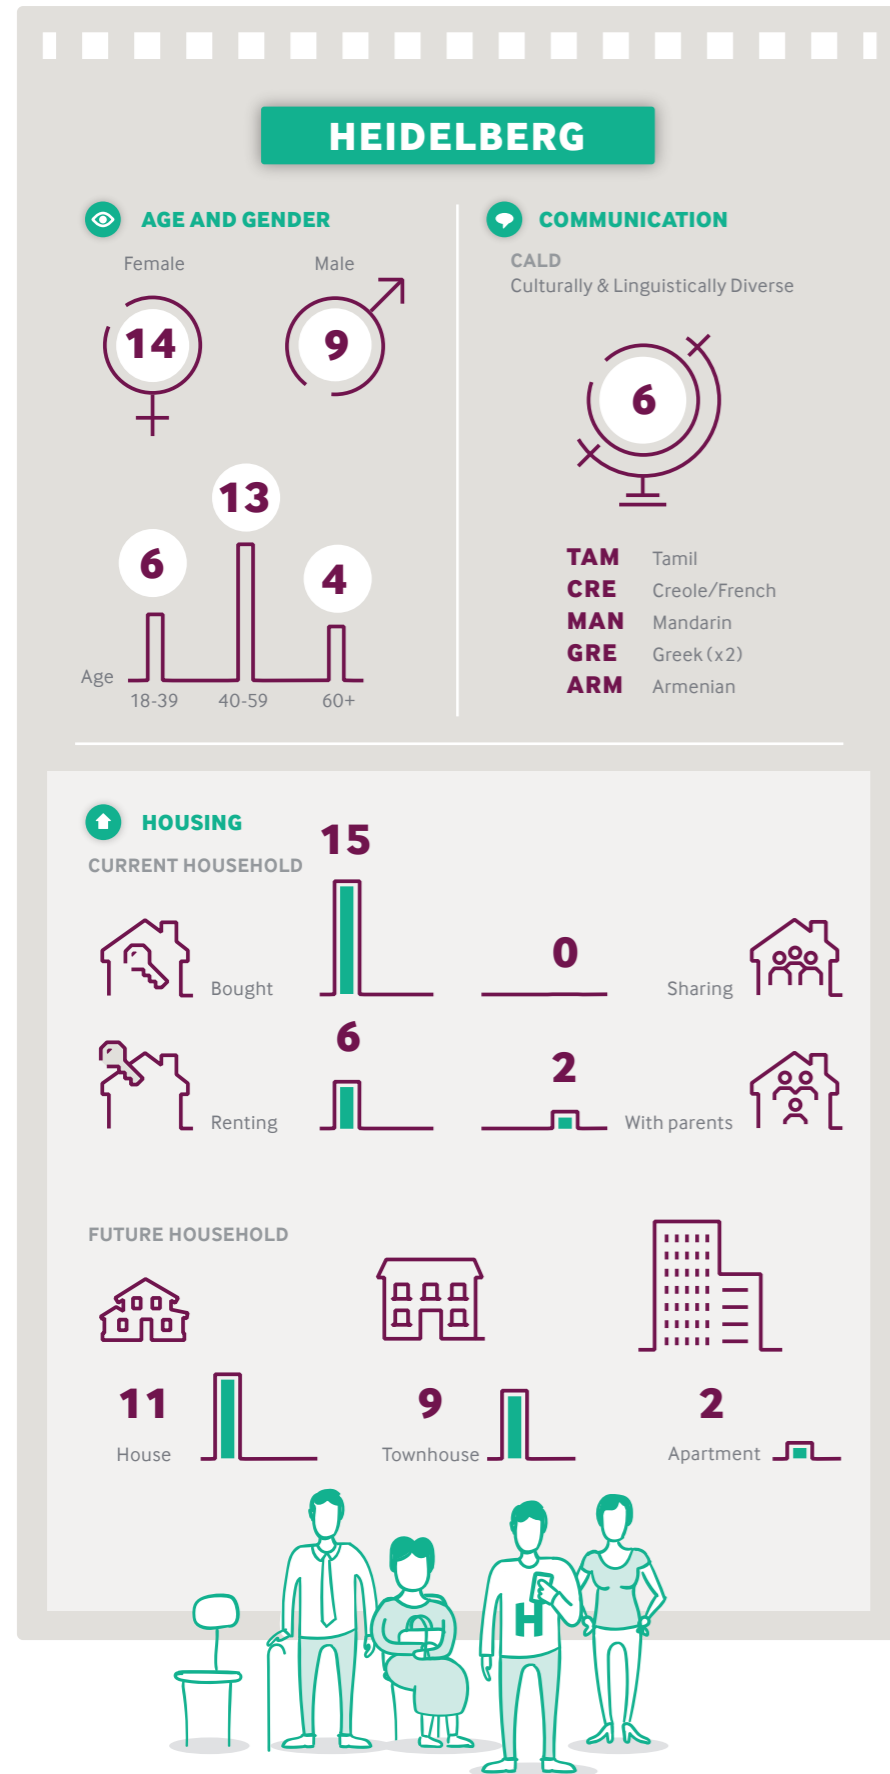 HEIDELBERG
AGE AND GENDER
Female
Male
14
9
6
13
4
Age
18-39
40-59
60+
COMMUNICATION
CALD
Culturally & Linguistically Diverse
6
TAM Tamil
CRE Creole/French
MAN Mandarin
GRE Greek (x2)
ARM Armenian
HOUSING
CURRENT HOUSEHOLD
15
Bought
0
Sharing
6
Renting
2
With parents
FUTURE HOUSEHOLD
11
House
9
Townhouse
2
Apartment
H